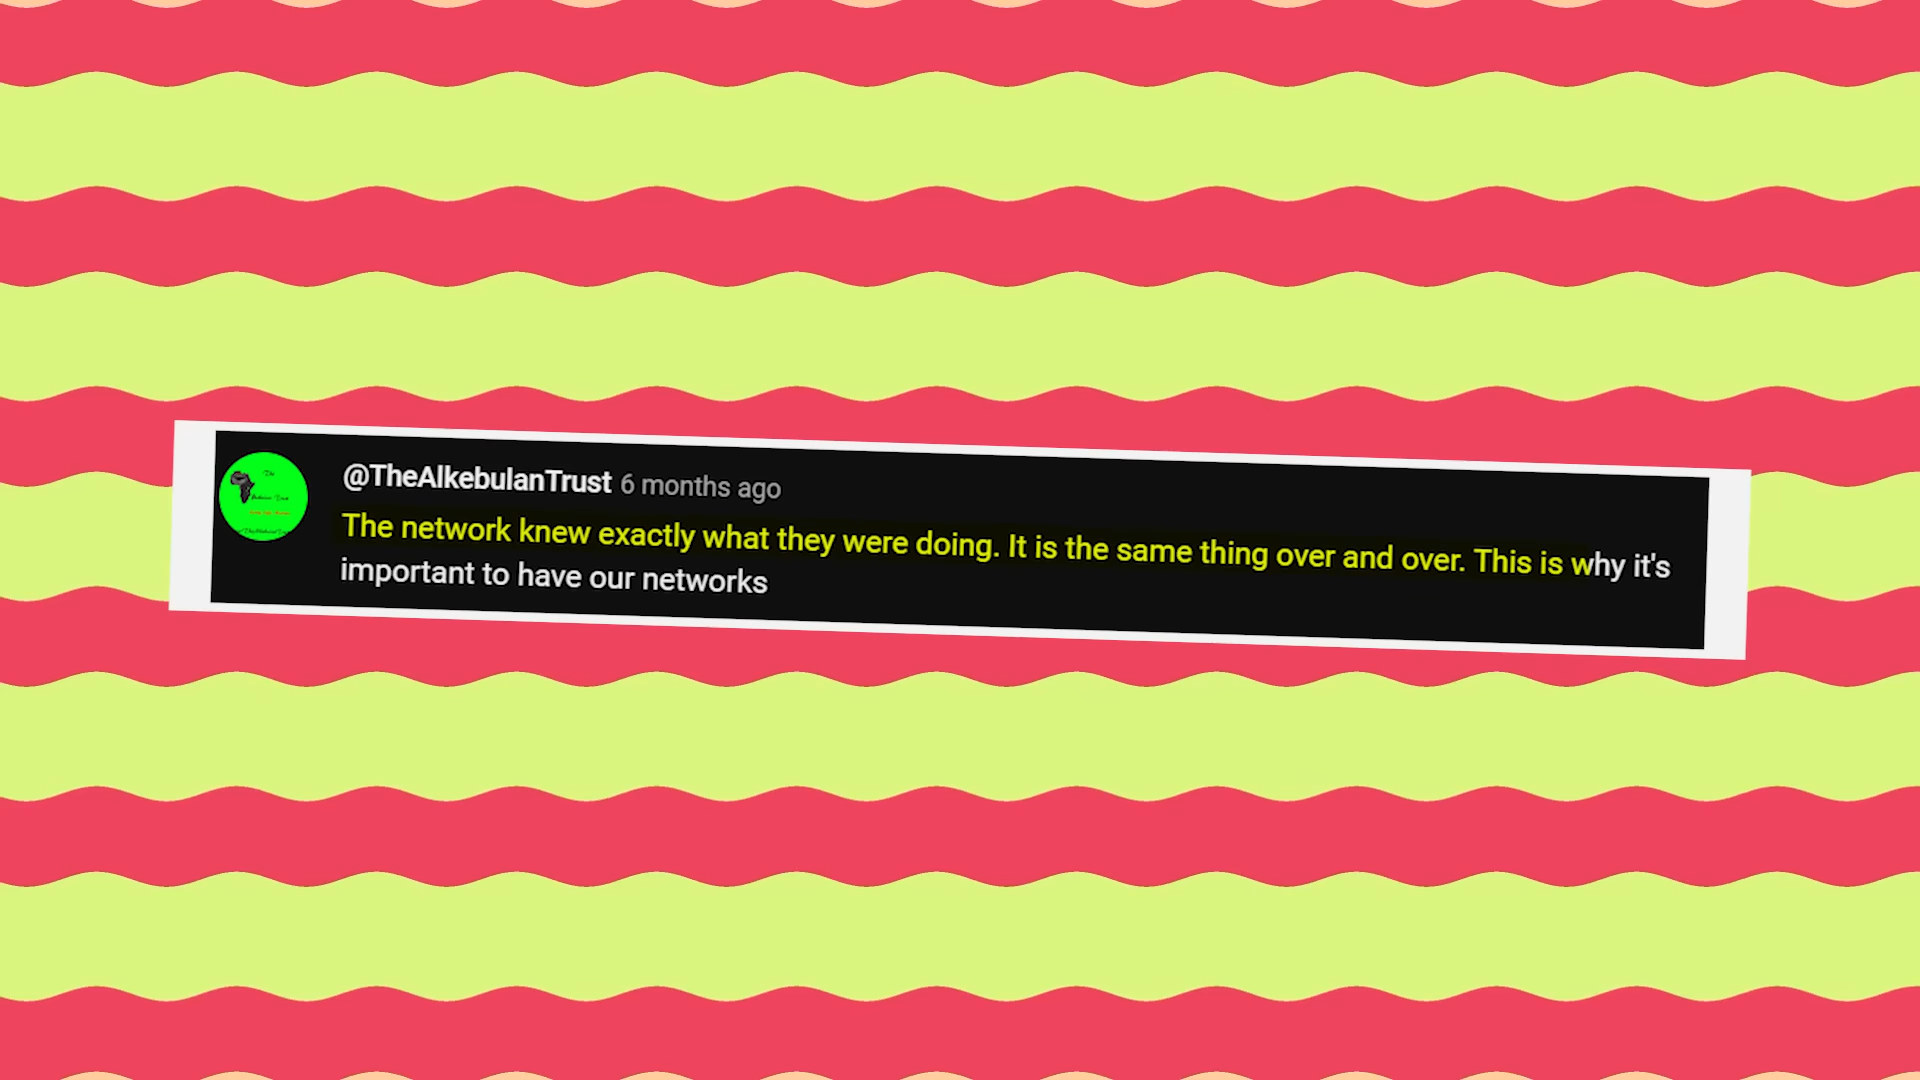 @TheAlkebulanTrust 6 months ago
The network knew exactly what they were doing. It is the same thing over and over. This is why it's
important to have our networks